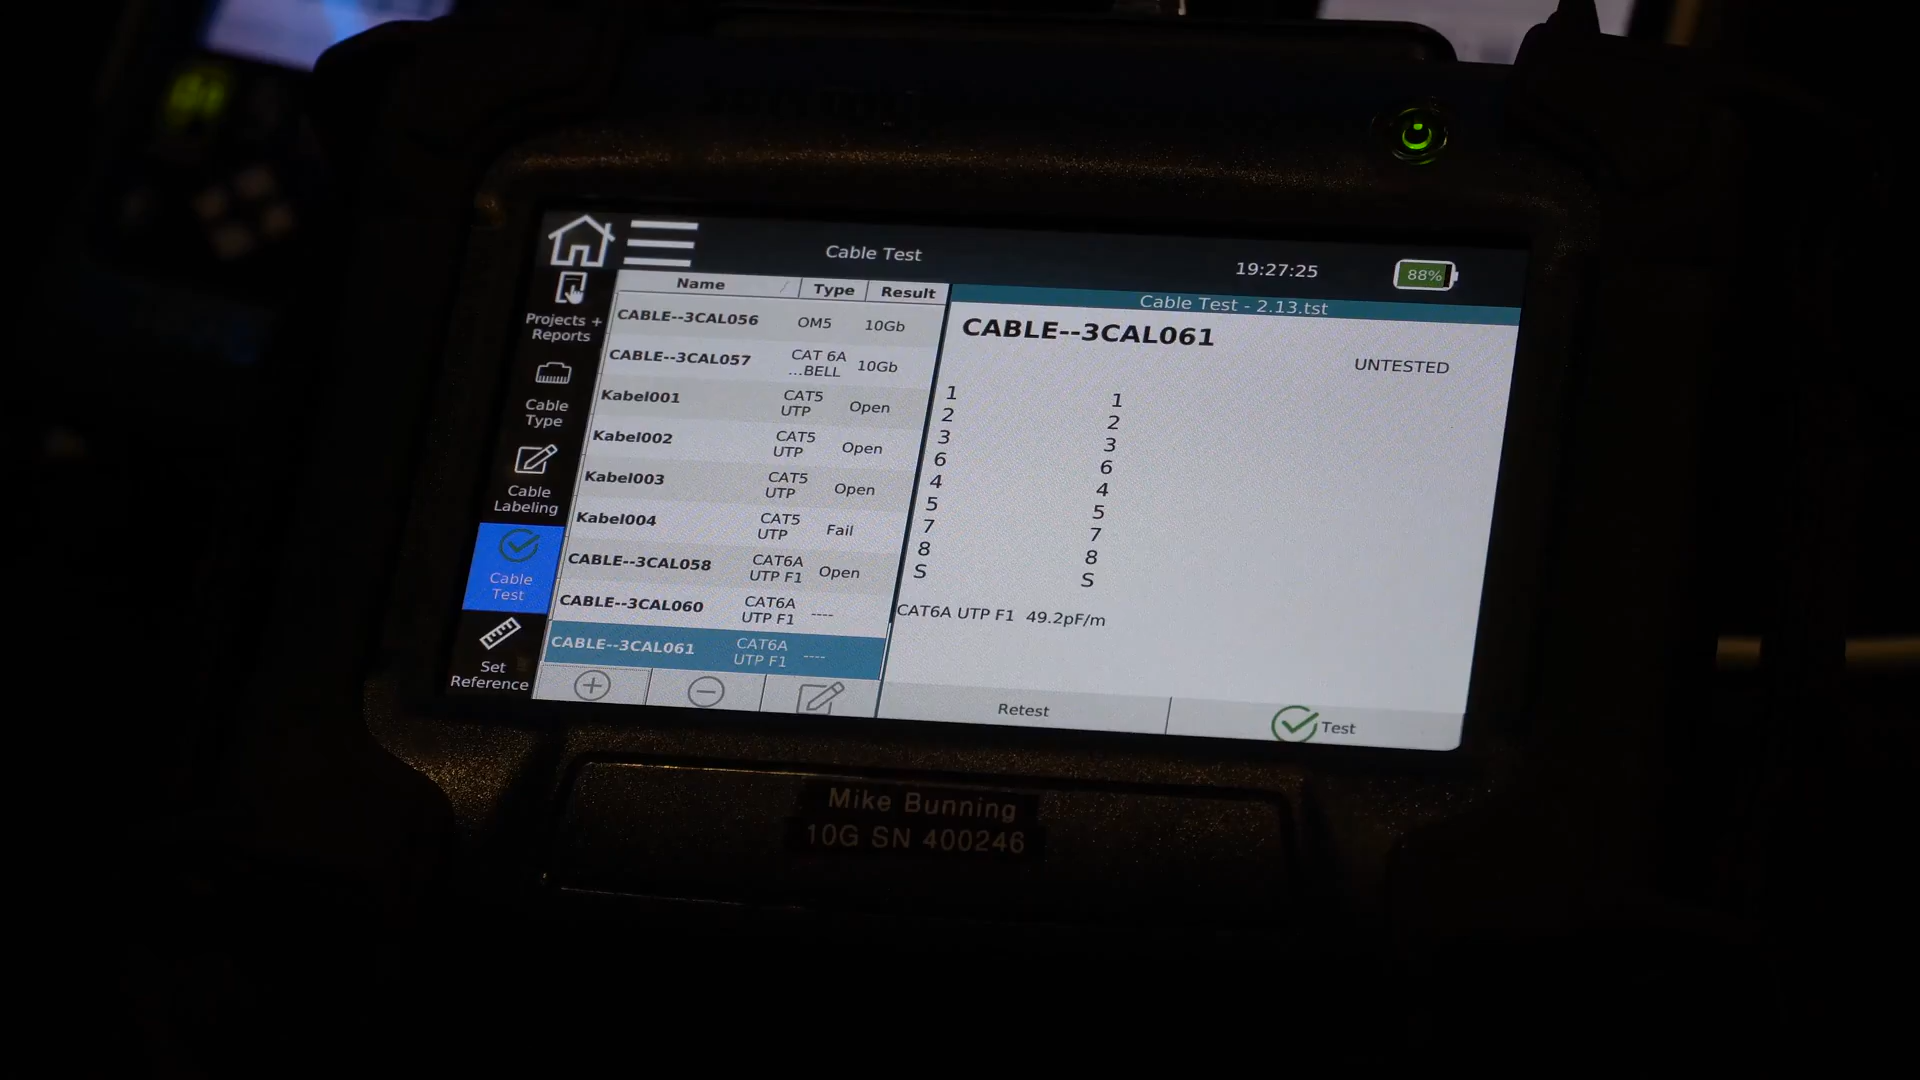 Cable Test
19:27:25
88%
Projects +
Reports
Cable
Type
Cable
Labeling
Cable
Test
Set
Reference
Name Type Result
CABLE--3CAL056 OM5 10Gb
CABLE--3CAL057 CAT 6A
...BELL 10Gb
Kabel001 CAT5
UTP Open
Kabel002 CAT5
UTP Open
Kabel003 CAT5
UTP Open
Kabel004 CAT5
UTP Fail
CABLE--3CAL058 CAT6A
UTP F1 Open
CABLE--3CAL060 CAT6A
UTP F1 ----
CABLE--3CAL061 CAT6A
UTP F1 ----
Cable Test - 2.13.tst
CABLE--3CAL061
UNTESTED
1 1
2 2
3 3
6 6
4 4
5 5
7 7
8 8
S S
CAT6A UTP F1 49.2pF/m
Retest
Test
Mike Bunning
10G SN 400246